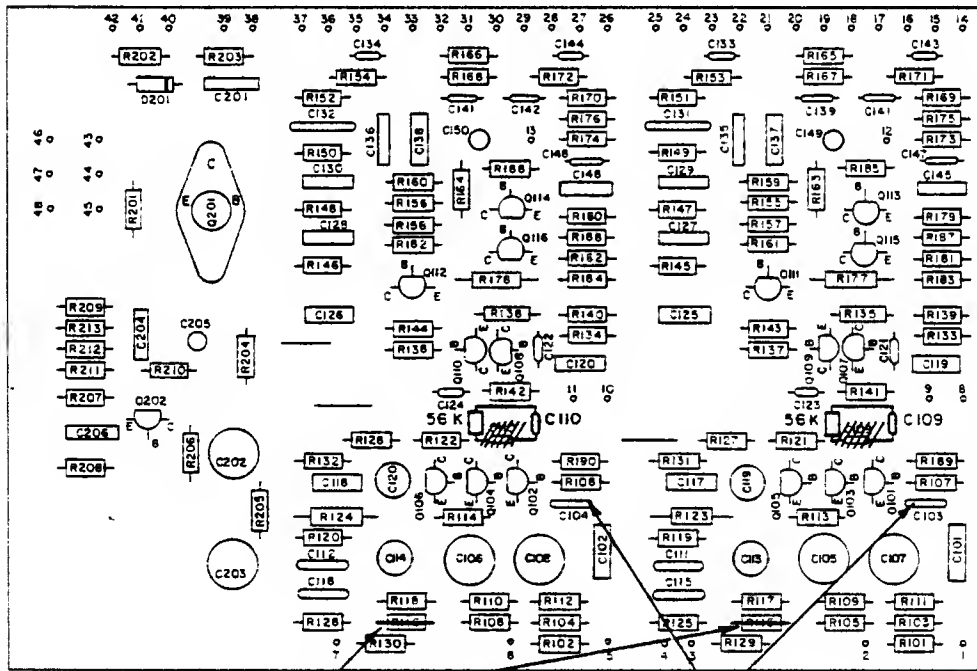 42 41 40 39 38 37 36 35 34 33 32 31 30 29 28 27 26 25 24 23 22 21 20 19 18 17 16 15 14
C134 C144 C133 C143
R202 R203 R166 R165
R154 R168 R172 R153 R167 R171
D201 C201 R152 C141 C142 R170 R151 C139 C141 R169
C132 R176 C131 R175
46 43 C136 C138 C150 13 R174 C135 C137 C149 12 R173
R150 C148 R149 C147
47 44 C R188 R185
C130 R160 R164 B Q114 C146 C129 R159 R163 B Q113 C145
48 45 R201 E Q201 B
R148 R156 C E R180 R147 R155 C E R179
C128 R156 R188 C127 R157 R187
R162 B Q116 R182 R161 B Q115 R181
R146 B Q112 C E R184 R145 B Q111 C E R183
C E R178 C E R177
R209 C126 R138 R140 C125 R135 R139
R213 C204 C205 R144 R134 R143 R133
R212 R204 R138 E B B C122 R137 E B B C121
R211 R210 Q110 C Q108 C120 Q109 C Q107 C119
R207 Q202 R142 11 10 R141 9 8
E C C124 C123
C206 B 56 K C110 56 K C109
R206 R128 R122 R127 R121
R208 C202 R132 C R190 R131 C R189
C118 C120 B B B R108 C117 C119 B B B R107
R205 Q106 E Q104 E Q102 C104 Q105 E Q103 E Q101 C103
R124 R114 R123 R113
R120 C102 R119 C101
C203 C112 C114 C106 C108 C111 C113 C105 C107
C116 C115
R118 R110 R112 R117 R109 R111
R126 R116 R106 R104 R125 R115 R105 R103
7 R130 6 R102 5 4 3 R129 2 R101 1